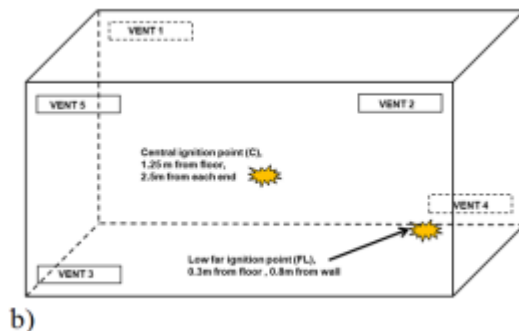 VENT 1
VENT 5
VENT 2
Central ignition point (C),
1.25 m from floor,
2.5m from each end
VENT 4
Low far ignition point (FL),
0.3m from floor , 0.8m from wall
VENT 3
b)